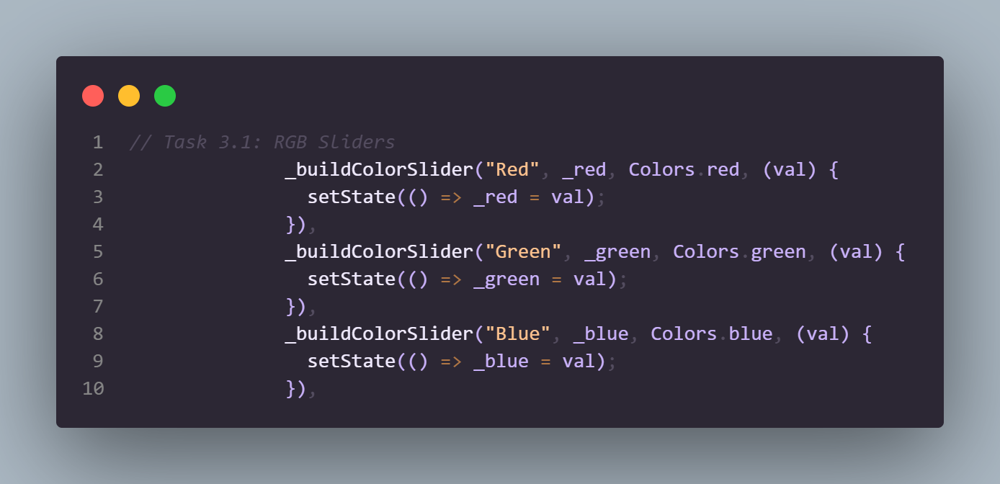 1 // Task 3.1: RGB Sliders
2 _buildColorSlider("Red", _red, Colors.red, (val) {
3 setState(() => _red = val);
4 }),
5 _buildColorSlider("Green", _green, Colors.green, (val) {
6 setState(() => _green = val);
7 }),
8 _buildColorSlider("Blue", _blue, Colors.blue, (val) {
9 setState(() => _blue = val);
10 }),